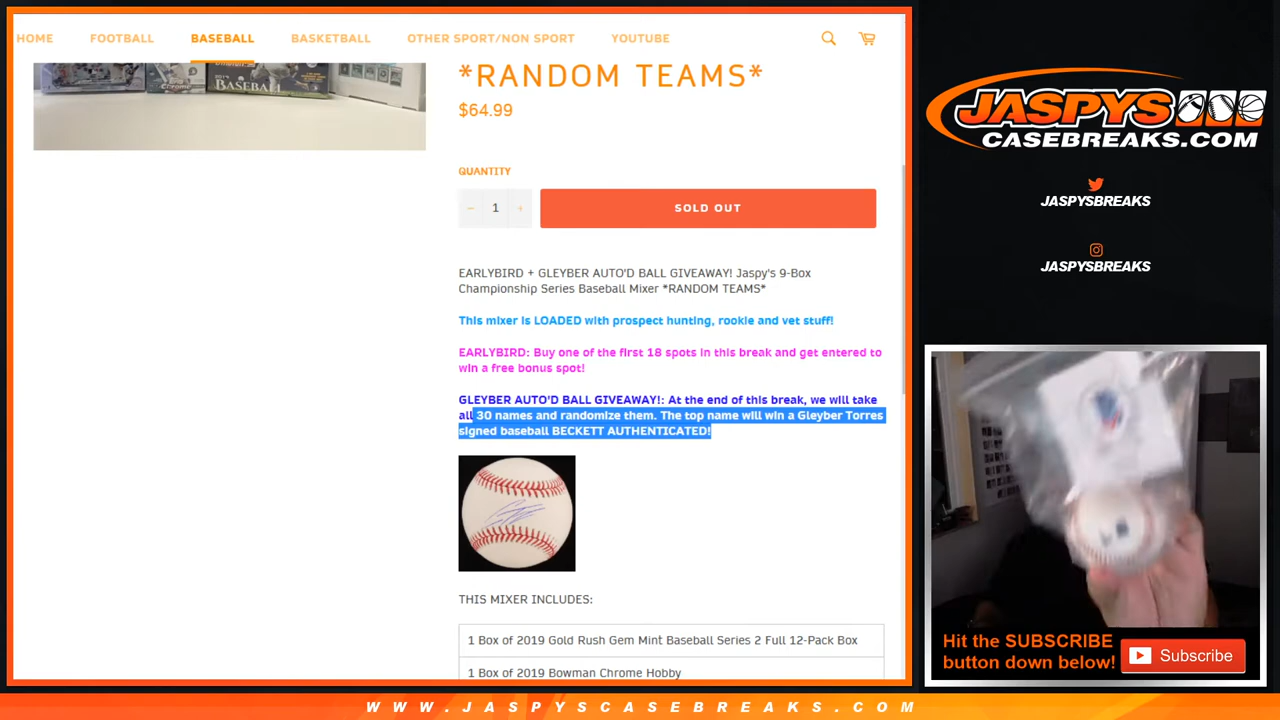 HOME FOOTBALL BASEBALL BASKETBALL OTHER SPORT/NON SPORT YOUTUBE
*RANDOM TEAMS*
$64.99
QUANTITY
− 1 + SOLD OUT
EARLYBIRD + GLEYBER AUTO'D BALL GIVEAWAY! Jaspy's 9-Box
Championship Series Baseball Mixer *RANDOM TEAMS*
This mixer is LOADED with prospect hunting, rookie and vet stuff!
EARLYBIRD: Buy one of the first 18 spots in this break and get entered to
win a free bonus spot!
GLEYBER AUTO'D BALL GIVEAWAY!: At the end of this break, we will take
all 30 names and randomize them. The top name will win a Gleyber Torres
signed baseball BECKETT AUTHENTICATED!
THIS MIXER INCLUDES:
1 Box of 2019 Gold Rush Gem Mint Baseball Series 2 Full 12-Pack Box
1 Box of 2019 Bowman Chrome Hobby
JASPYS
CASEBREAKS.COM
JASPYSBREAKS
JASPYSBREAKS
Hit the SUBSCRIBE
button down below!
Subscribe
WWW.JASPYSCASEBREAKS.COM